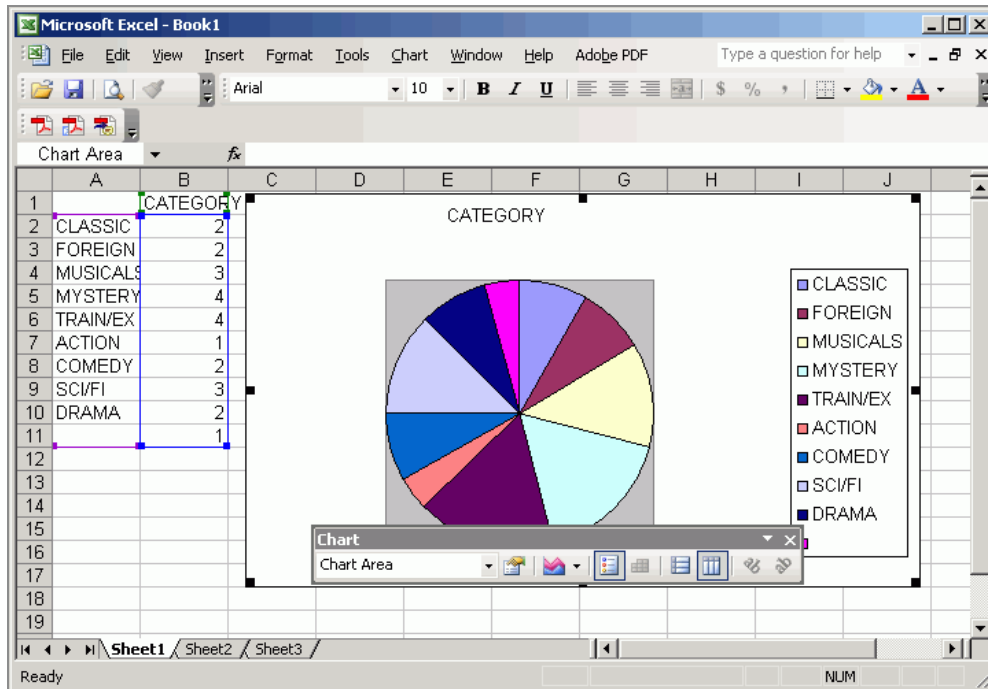 Microsoft Excel - Book1
File Edit View Insert Format Tools Chart Window Help Adobe PDF Type a question for help
Arial 10 B I U $ % , A
Chart Area fx
A B C D E F G H I J
1 CATEGORY
2 CLASSIC 2
3 FOREIGN 2
4 MUSICALS 3
5 MYSTERY 4
6 TRAIN/EX 4
7 ACTION 1
8 COMEDY 2
9 SCI/FI 3
10 DRAMA 2
11 1
12
13
14
15
16
17
18
19
CATEGORY
CLASSIC
FOREIGN
MUSICALS
MYSTERY
TRAIN/EX
ACTION
COMEDY
SCI/FI
DRAMA
Chart
Chart Area
Sheet1 Sheet2 Sheet3
Ready NUM